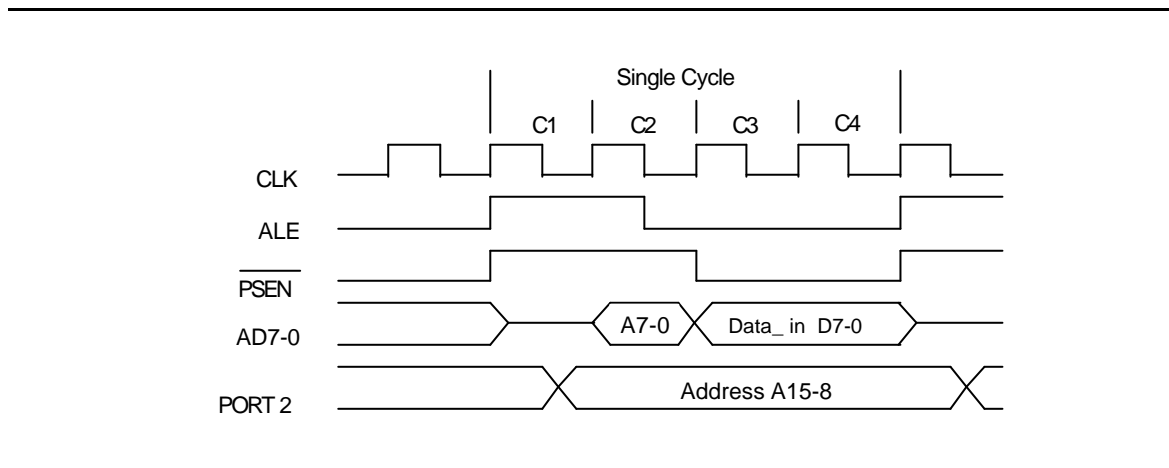 Single Cycle
C1 C2 C3 C4
CLK
ALE
PSEN
AD7-0 A7-0 Data_ in D7-0
PORT 2 Address A15-8